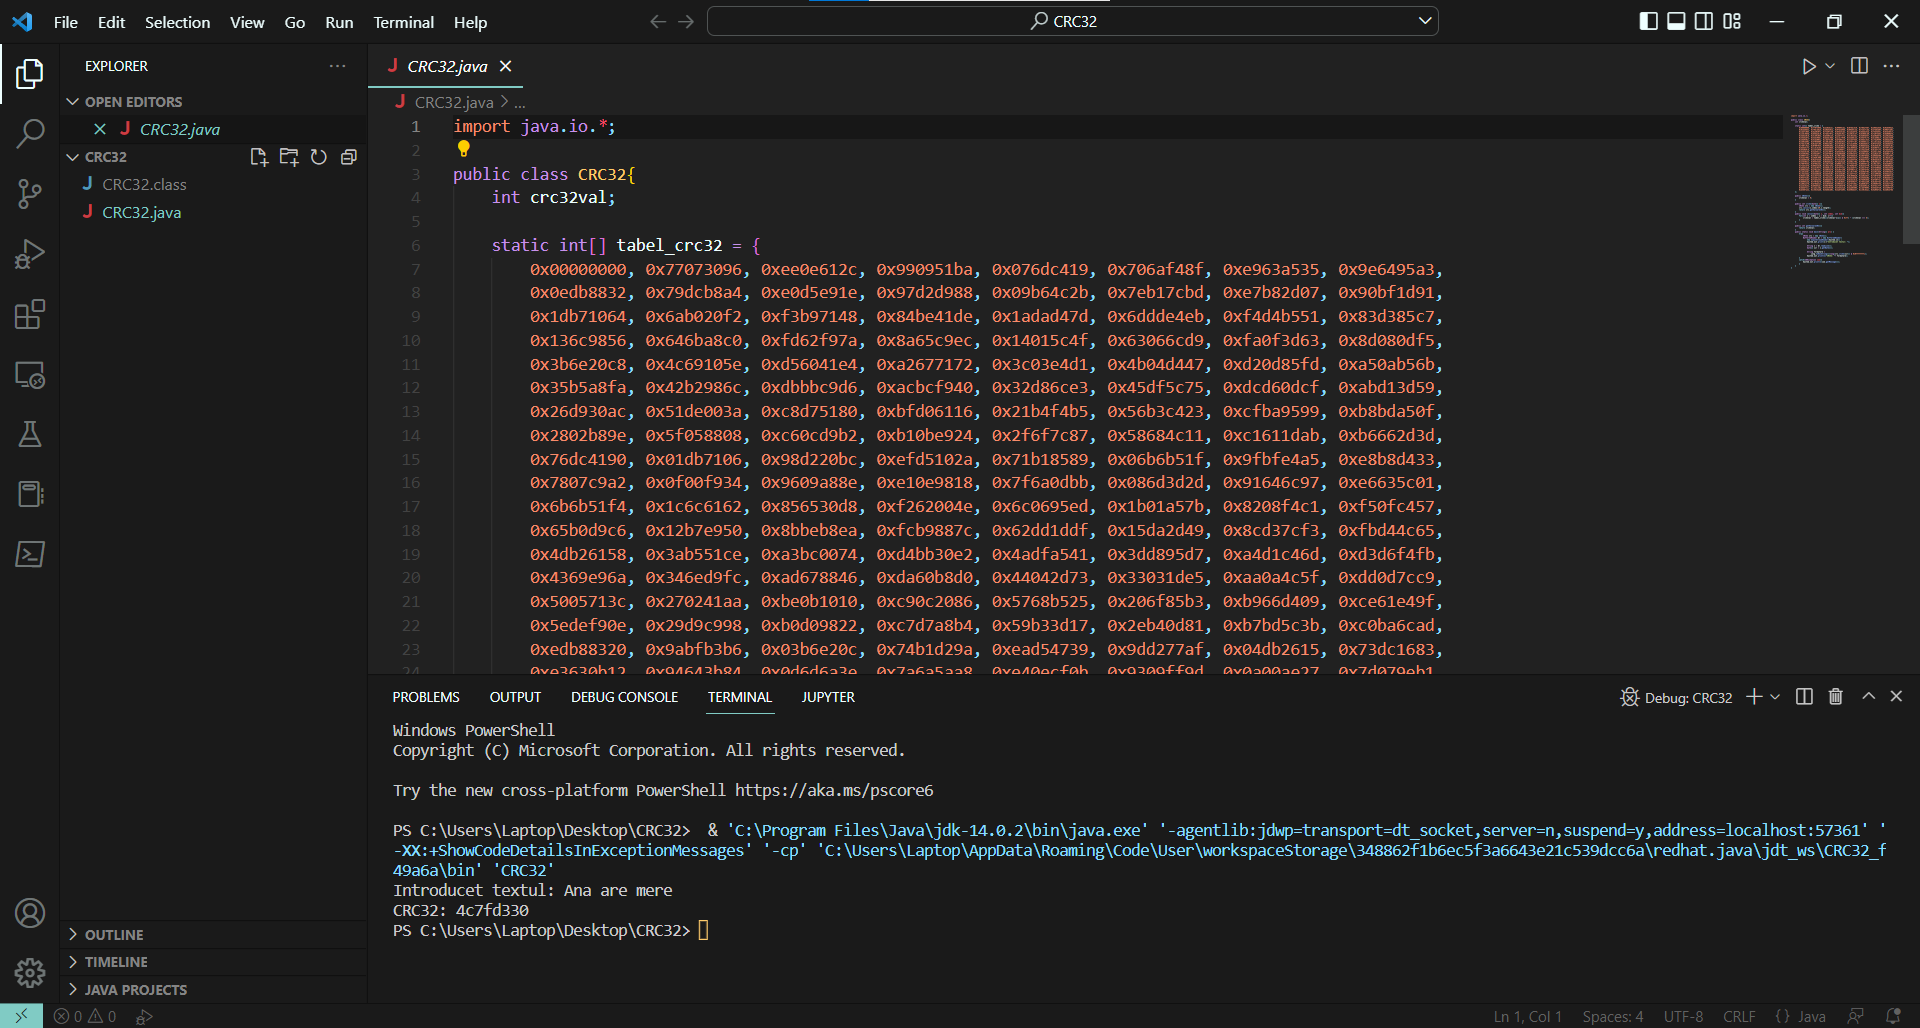 File Edit Selection View Go Run Terminal Help CRC32
EXPLORER
OPEN EDITORS
CRC32.java
CRC32
CRC32.class
CRC32.java
OUTLINE
TIMELINE
JAVA PROJECTS
CRC32.java
CRC32.java > ...
1 import java.io.*;
2
3 public class CRC32{
4 int crc32val;
5
6 static int[] tabel_crc32 = {
7 0x00000000, 0x77073096, 0xee0e612c, 0x990951ba, 0x076dc419, 0x706af48f, 0xe963a535, 0x9e6495a3,
8 0x0edb8832, 0x79dcb8a4, 0xe0d5e91e, 0x97d2d988, 0x09b64c2b, 0x7eb17cbd, 0xe7b82d07, 0x90bf1d91,
9 0x1db71064, 0x6ab020f2, 0xf3b97148, 0x84be41de, 0x1adad47d, 0x6ddde4eb, 0xf4d4b551, 0x83d385c7,
10 0x136c9856, 0x646ba8c0, 0xfd62f97a, 0x8a65c9ec, 0x14015c4f, 0x63066cd9, 0xfa0f3d63, 0x8d080df5,
11 0x3b6e20c8, 0x4c69105e, 0xd56041e4, 0xa2677172, 0x3c03e4d1, 0x4b04d447, 0xd20d85fd, 0xa50ab56b,
12 0x35b5a8fa, 0x42b2986c, 0xdbbbc9d6, 0xacbcf940, 0x32d86ce3, 0x45df5c75, 0xdcd60dcf, 0xabd13d59,
13 0x26d930ac, 0x51de003a, 0xc8d75180, 0xbfd06116, 0x21b4f4b5, 0x56b3c423, 0xcfba9599, 0xb8bda50f,
14 0x2802b89e, 0x5f058808, 0xc60cd9b2, 0xb10be924, 0x2f6f7c87, 0x58684c11, 0xc1611dab, 0xb6662d3d,
15 0x76dc4190, 0x01db7106, 0x98d220bc, 0xefd5102a, 0x71b18589, 0x06b6b51f, 0x9fbfe4a5, 0xe8b8d433,
16 0x7807c9a2, 0x0f00f934, 0x9609a88e, 0xe10e9818, 0x7f6a0dbb, 0x086d3d2d, 0x91646c97, 0xe6635c01,
17 0x6b6b51f4, 0x1c6c6162, 0x856530d8, 0xf262004e, 0x6c0695ed, 0x1b01a57b, 0x8208f4c1, 0xf50fc457,
18 0x65b0d9c6, 0x12b7e950, 0x8bbeb8ea, 0xfcb9887c, 0x62dd1ddf, 0x15da2d49, 0x8cd37cf3, 0xfbd44c65,
19 0x4db26158, 0x3ab551ce, 0xa3bc0074, 0xd4bb30e2, 0x4adfa541, 0x3dd895d7, 0xa4d1c46d, 0xd3d6f4fb,
20 0x4369e96a, 0x346ed9fc, 0xad678846, 0xda60b8d0, 0x44042d73, 0x33031de5, 0xaa0a4c5f, 0xdd0d7cc9,
21 0x5005713c, 0x270241aa, 0xbe0b1010, 0xc90c2086, 0x5768b525, 0x206f85b3, 0xb966d409, 0xce61e49f,
22 0x5edef90e, 0x29d9c998, 0xb0d09822, 0xc7d7a8b4, 0x59b33d17, 0x2eb40d81, 0xb7bd5c3b, 0xc0ba6cad,
23 0xedb88320, 0x9abfb3b6, 0x03b6e20c, 0x74b1d29a, 0xead54739, 0x9dd277af, 0x04db2615, 0x73dc1683,
24 0xe3630b12, 0x94643b84, 0x0d6d6a3e, 0x7a6a5aa8, 0xe40ecf0b, 0x9309ff9d, 0x0a00ae27, 0x7d079eb1,
PROBLEMS OUTPUT DEBUG CONSOLE TERMINAL JUPYTER Debug: CRC32
Windows PowerShell
Copyright (C) Microsoft Corporation. All rights reserved.
Try the new cross-platform PowerShell https://aka.ms/pscore6
PS C:\Users\Laptop\Desktop\CRC32>  & 'C:\Program Files\Java\jdk-14.0.2\bin\java.exe' '-agentlib:jdwp=transport=dt_socket,server=n,suspend=y,address=localhost:57361' '
-XX:+ShowCodeDetailsInExceptionMessages' '-cp' 'C:\Users\Laptop\AppData\Roaming\Code\User\workspaceStorage\348862f1b6ec5f3a6643e21c539dcc6a\redhat.java\jdt_ws\CRC32_f
49a6a\bin' 'CRC32'
Introducet textul: Ana are mere
CRC32: 4c7fd330
PS C:\Users\Laptop\Desktop\CRC32>
0 0 Ln 1, Col 1 Spaces: 4 UTF-8 CRLF {} Java